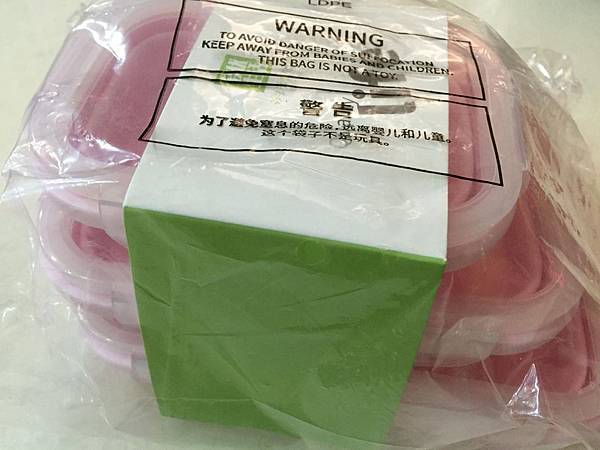 LDPE
WARNING
TO AVOID DANGER OF SUFFOCATION
KEEP AWAY FROM BABIES AND CHILDREN.
THIS BAG IS NOT A TOY.
警告
为了避免窒息的危险，远离婴儿和儿童。
这个袋子不是玩具。